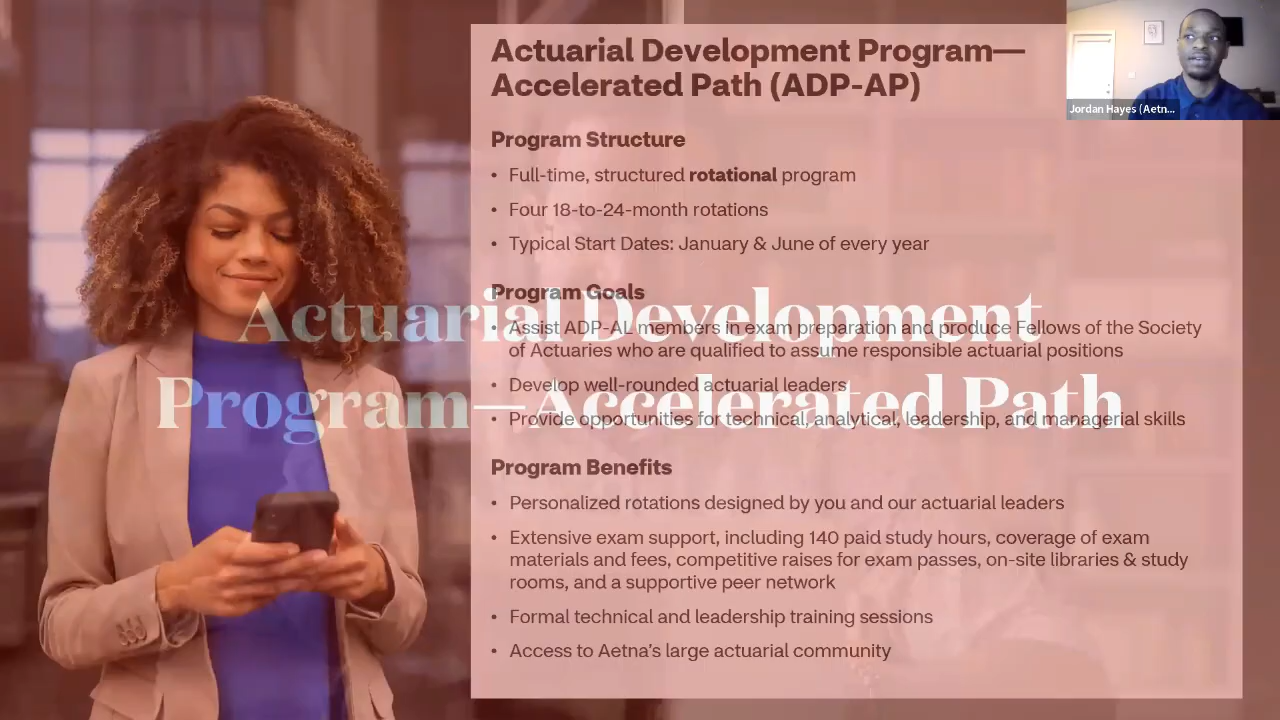 Actuarial Development Program—
Accelerated Path (ADP-AP)
Jordan Hayes (Aetn...
Program Structure
• Full-time, structured rotational program
• Four 18-to-24-month rotations
• Typical Start Dates: January & June of every year
Program Goals
• Assist ADP-AL members in exam preparation and produce Fellows of the Society
of Actuaries who are qualified to assume responsible actuarial positions
• Develop well-rounded actuarial leaders
• Provide opportunities for technical, analytical, leadership, and managerial skills
Actuarial Development
Program—Accelerated Path
Program Benefits
• Personalized rotations designed by you and our actuarial leaders
• Extensive exam support, including 140 paid study hours, coverage of exam
materials and fees, competitive raises for exam passes, on-site libraries & study
rooms, and a supportive peer network
• Formal technical and leadership training sessions
• Access to Aetna's large actuarial community